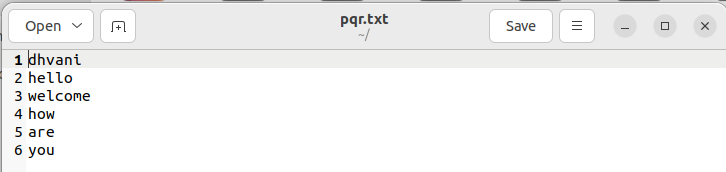 Open
pqr.txt
~/
Save
1 dhvani
2 hello
3 welcome
4 how
5 are
6 you